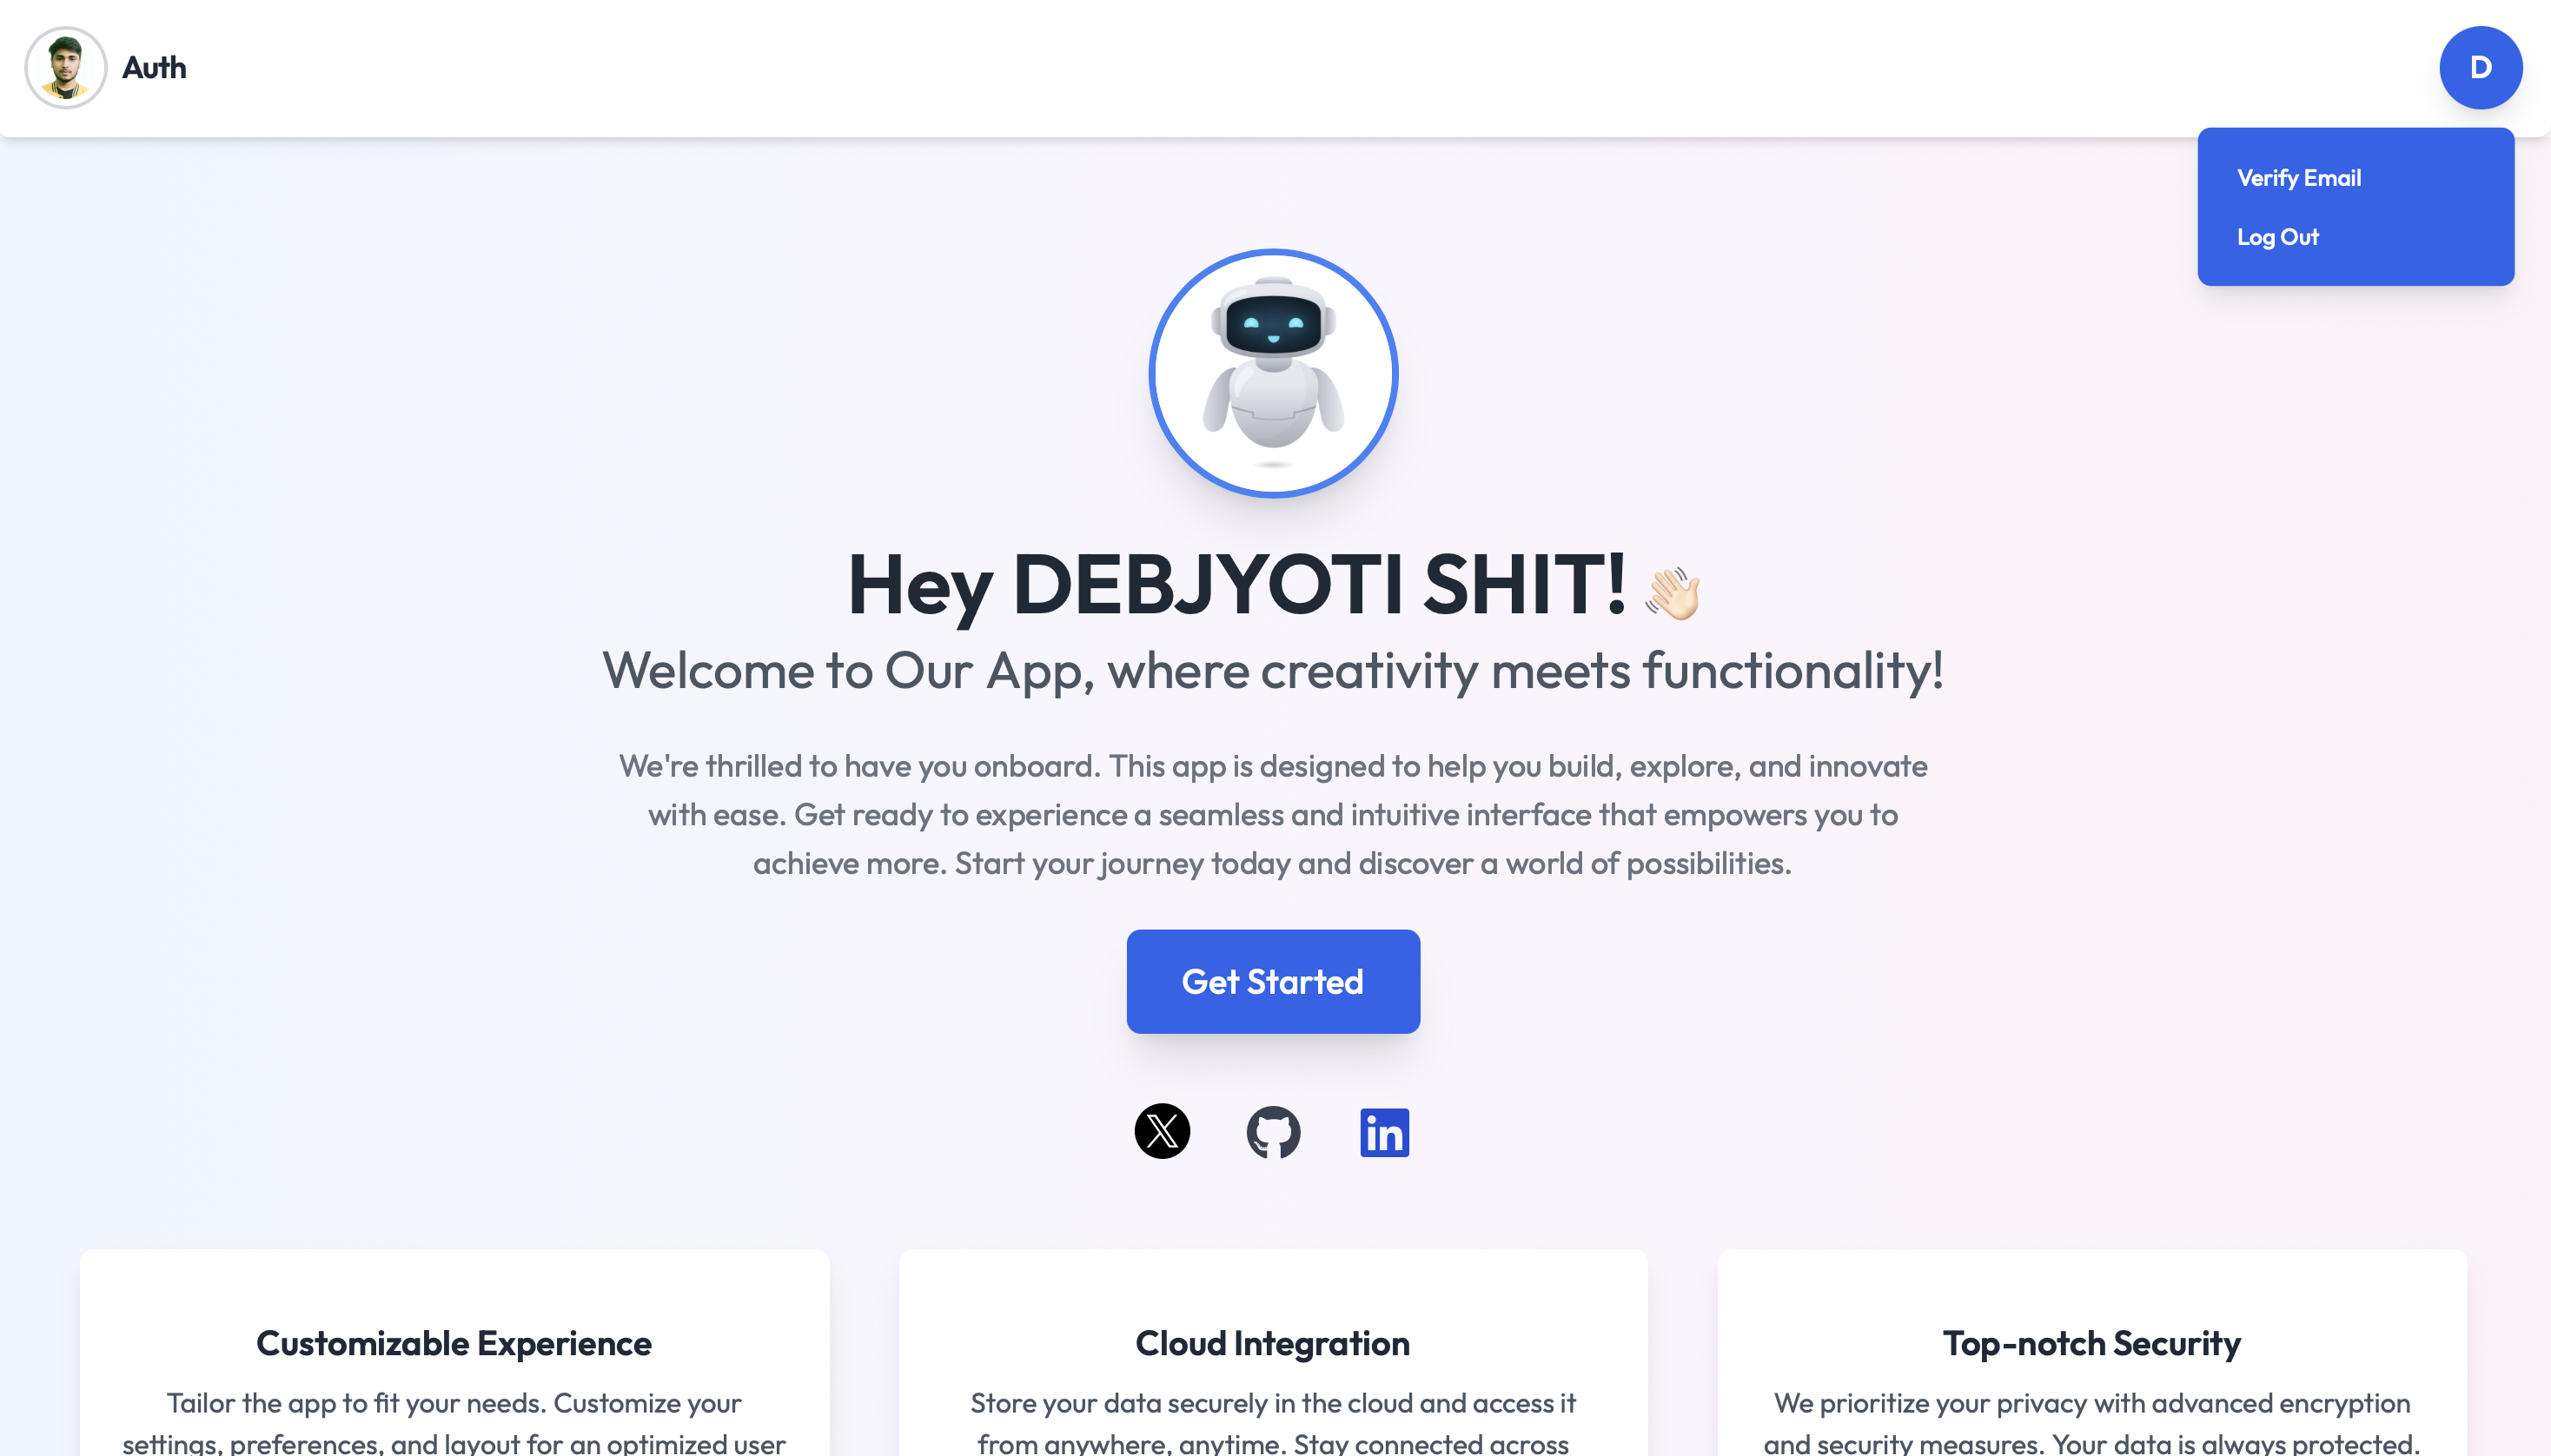 Auth
D
Verify Email
Log Out
Hey DEBJYOTI SHIT! 👋🏻
Welcome to Our App, where creativity meets functionality!
We're thrilled to have you onboard. This app is designed to help you build, explore, and innovate
with ease. Get ready to experience a seamless and intuitive interface that empowers you to
achieve more. Start your journey today and discover a world of possibilities.
Get Started
Customizable Experience
Tailor the app to fit your needs. Customize your
settings, preferences, and layout for an optimized user
Cloud Integration
Store your data securely in the cloud and access it
from anywhere, anytime. Stay connected across
Top-notch Security
We prioritize your privacy with advanced encryption
and security measures. Your data is always protected.